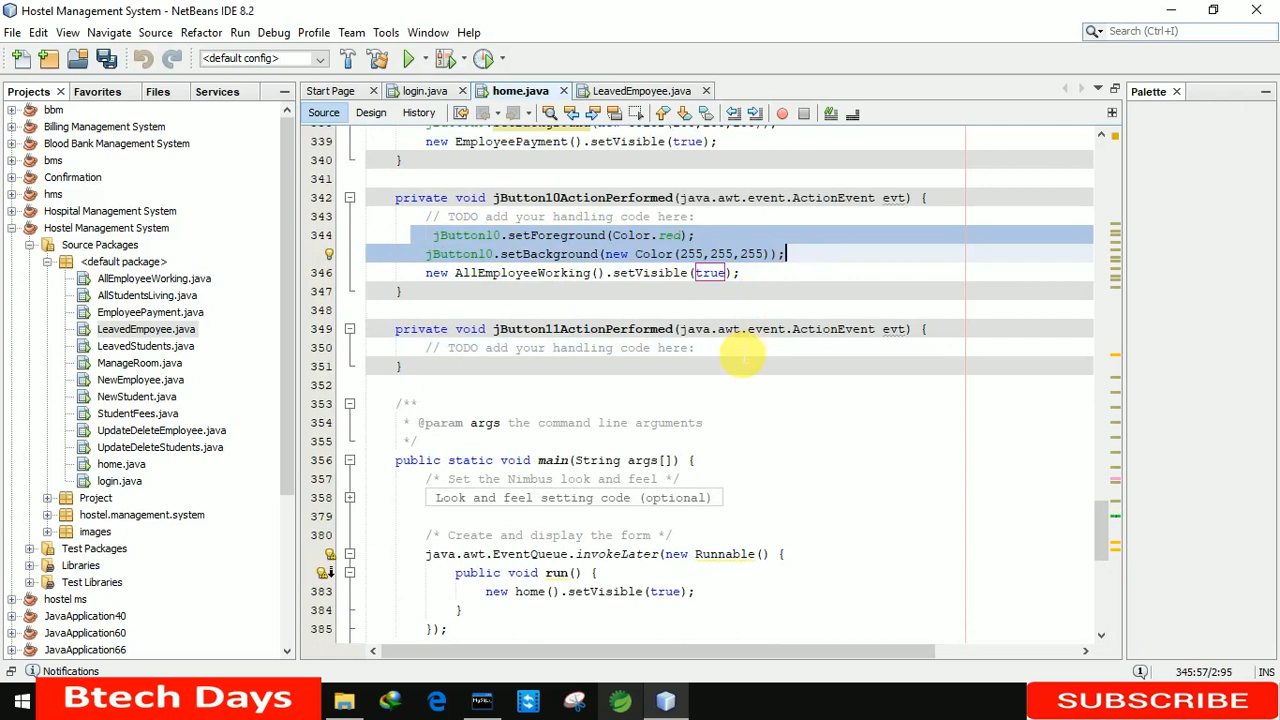 Hostel Management System - NetBeans IDE 8.2
File Edit View Navigate Source Refactor Run Debug Profile Team Tools Window Help
Search (Ctrl+I)
<default config>
Projects Favorites Files Services
Start Page login.java home.java LeavedEmpoyee.java
Palette
Source Design History
bbm
Billing Management System
Blood Bank Management System
bms
Confirmation
hms
Hospital Management System
Hostel Management System
Source Packages
<default package>
AllEmployeeWorking.java
AllStudentsLiving.java
EmployeePayment.java
LeavedEmpoyee.java
LeavedStudents.java
ManageRoom.java
NewEmployee.java
NewStudent.java
StudentFees.java
UpdateDeleteEmployee.java
UpdateDeleteStudents.java
home.java
login.java
Project
hostel.management.system
images
Test Packages
Libraries
Test Libraries
hostel ms
JavaApplication40
JavaApplication60
JavaApplication66
339 new EmployeePayment().setVisible(true);
340 }
341
342 private void jButton10ActionPerformed(java.awt.event.ActionEvent evt) {
343 // TODO add your handling code here:
344 jButton10.setForeground(Color.red);
jButton10.setBackground(new Color(255,255,255));
346 new AllEmployeeWorking().setVisible(true);
347 }
348
349 private void jButton11ActionPerformed(java.awt.event.ActionEvent evt) {
350 // TODO add your handling code here:
351 }
352
353 /**
354 * @param args the command line arguments
355 */
356 public static void main(String args[]) {
357 /* Set the Nimbus look and feel */
358 Look and feel setting code (optional)
379
380 /* Create and display the form */
java.awt.EventQueue.invokeLater(new Runnable() {
public void run() {
383 new home().setVisible(true);
384 }
385 });
Notifications
345:57/2:95 INS
Btech Days
SUBSCRIBE